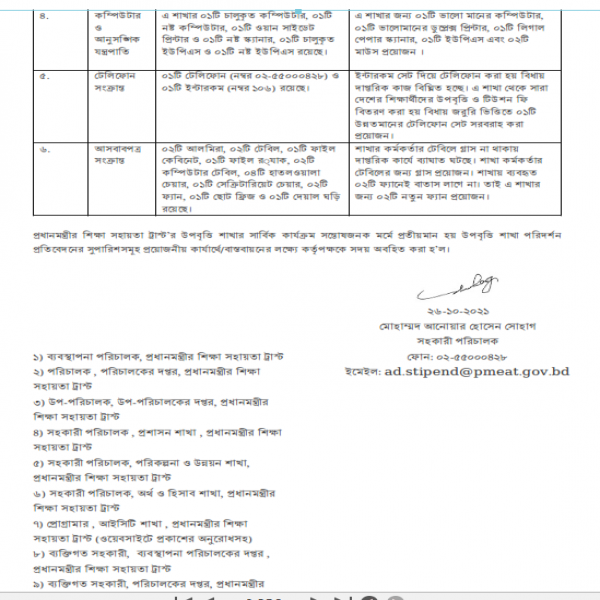 ৪.
কম্পিউটার
ও
আনুসঙ্গিক
যন্ত্রপাতি
এ শাখার ০১টি চালুকৃত কম্পিউটার, ০১টি
নষ্ট কম্পিউটার, ০১টি ওয়ান সাইডেট
প্রিন্টার ও ০১টি নষ্ট স্ক্যানার, ০১টি চালুকৃত
ইউপিএস ও ০১টি নষ্ট ইউপিএস রয়েছে।
এ শাখার জন্য ০১টি ভালো মানের কম্পিউটার,
০১টি ভালোমানের ডুপ্লেক্স প্রিন্টার, ০১টি লিগাল
পেপার স্ক্যানার, ০১টি ইউপিএস এবং ০২টি
মাউস প্রয়োজন ।
৫.
টেলিফোন
সংক্রান্ত
০১টি টেলিফোন (নম্বর ০২-৫৫০০০৪২৮) ও
০১টি ইন্টারকম (নম্বর ১০৬) রয়েছে।
ইন্টারকম সেট দিয়ে টেলিফোন করা হয় বিধায়
দাপ্তরিক কাজ বিঘ্নিত হচ্ছে। এ শাখা থেকে সারা
দেশের শিক্ষার্থীদের উপবৃত্তি ও টিউশন ফি
বিতরণ করা হয় বিধায় জরুরি ভিত্তিতে ০১টি
উন্নতমানের টেলিফোন সেট সরবরাহ করা
প্রয়োজন।
৬.
আসবাবপত্র
সংক্রান্ত
০২টি আলমিরা, ০২টি টেবিল, ০১টি ফাইল
কেবিনেট, ০১টি ফাইল র‍্যাক, ০২টি
কম্পিউটার টেবিল, ০৪টি হাতলওয়ালা
চেয়ার, ০১টি সেক্রিটারিয়েট চেয়ার, ০২টি
ফ্যান, ০১টি ছোট ফ্রিজ ও ০১টি দেয়াল ঘড়ি
রয়েছে।
শাখার কর্মকর্তার টেবিলে গ্লাস না থাকায়
দাপ্তরিক কার্যে ব্যাঘাত ঘটছে। শাখা কর্মকর্তার
টেবিলের জন্য গ্লাস প্রয়োজন। শাখায় ব্যবহৃত
০২টি ফ্যানেই বাতাস লাগে না। তাই এ শাখার
জন্য ০২টি নতুন ফ্যান প্রয়োজন।
প্রধানমন্ত্রীর শিক্ষা সহায়তা ট্রাস্ট'র উপবৃত্তি শাখার সার্বিক কার্যক্রম সন্তোষজনক মর্মে প্রতীয়মান হয় উপবৃত্তি শাখা পরিদর্শন
প্রতিবেদনের সুপারিশসমূহ প্রয়োজনীয় কার্যার্থে/বাস্তবায়নের লক্ষ্যে কর্তৃপক্ষকে সদয় অবহিত করা হ'ল।
২৬-১০-২০২১
মোহাম্মদ আনোয়ার হোসেন সোহাগ
সহকারী পরিচালক
ফোন: ০২-৫৫০০০৪২৮
ইমেইল: ad.stipend@pmeat.gov.bd
১) ব্যবস্থাপনা পরিচালক, প্রধানমন্ত্রীর শিক্ষা সহায়তা ট্রাস্ট
২) পরিচালক , পরিচালকের দপ্তর, প্রধানমন্ত্রীর শিক্ষা
সহায়তা ট্রাস্ট
৩) উপ-পরিচালক, উপ-পরিচালকের দপ্তর, প্রধানমন্ত্রীর
শিক্ষা সহায়তা ট্রাস্ট
৪) সহকারী পরিচালক , প্রশাসন শাখা , প্রধানমন্ত্রীর শিক্ষা
সহায়তা ট্রাস্ট
৫) সহকারী পরিচালক, পরিকল্পনা ও উন্নয়ন শাখা,
প্রধানমন্ত্রীর শিক্ষা সহায়তা ট্রাস্ট
৬) সহকারী পরিচালক, অর্থ ও হিসাব শাখা, প্রধানমন্ত্রীর
শিক্ষা সহায়তা ট্রাস্ট
৭) প্রোগ্রামার , আইসিটি শাখা , প্রধানমন্ত্রীর শিক্ষা
সহায়তা ট্রাস্ট (ওয়েবসাইটে প্রকাশের অনুরোধসহ)
৮) ব্যক্তিগত সহকারী, ব্যবস্থাপনা পরিচালকের দপ্তর ,
প্রধানমন্ত্রীর শিক্ষা সহায়তা ট্রাস্ট
৯) ব্যক্তিগত সহকারী, পরিচালকের দপ্তর, প্রধানমন্ত্রীর